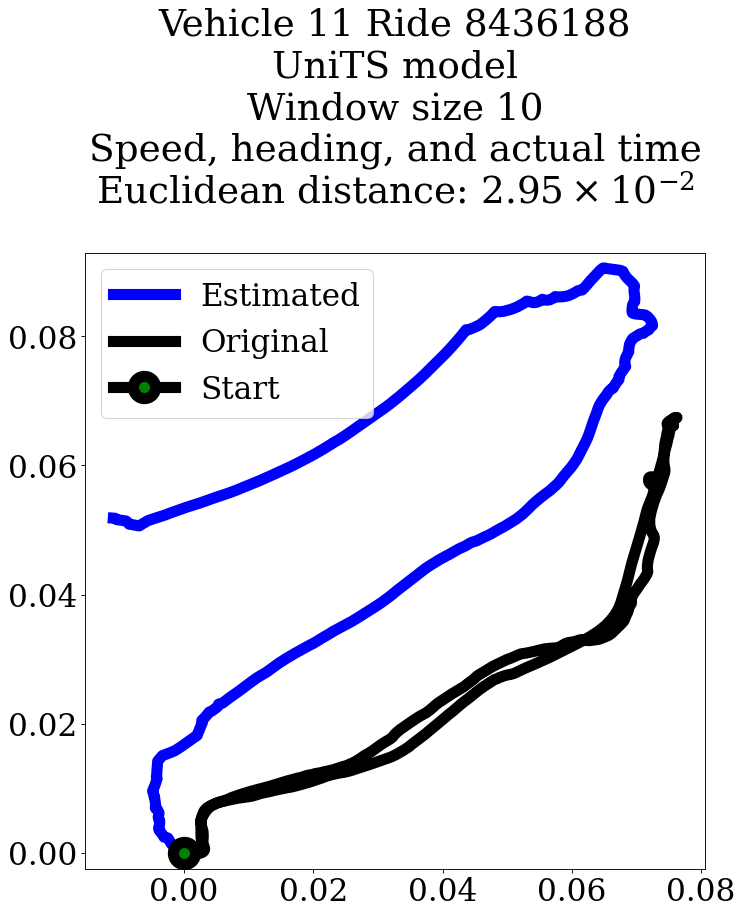 Vehicle 11 Ride 8436188
UniTS model
Window size 10
Speed, heading, and actual time
Euclidean distance: 2.95 × 10⁻²
Estimated
Original
Start
0.08
0.06
0.04
0.02
0.00
0.00 0.02 0.04 0.06 0.08